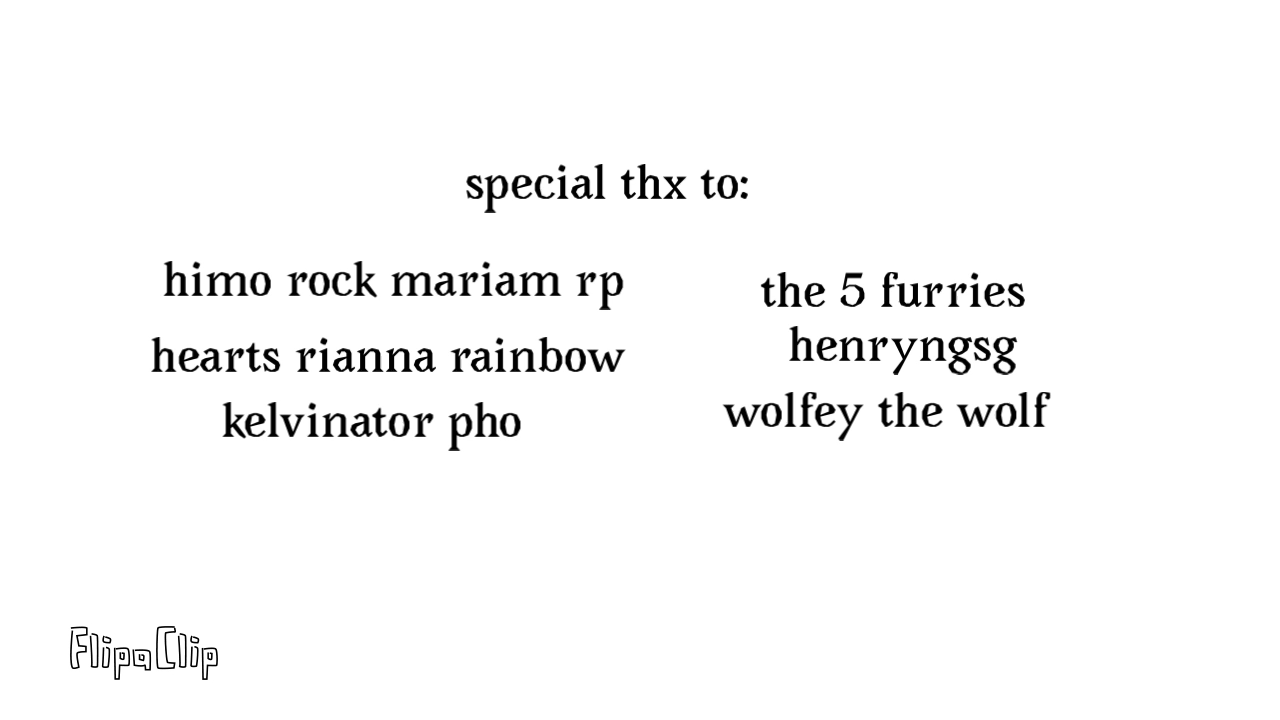 special thx to:
himo rock mariam rp
hearts rianna rainbow
kelvinator pho
the 5 furries
henryngsg
wolfey the wolf
FlipaClip